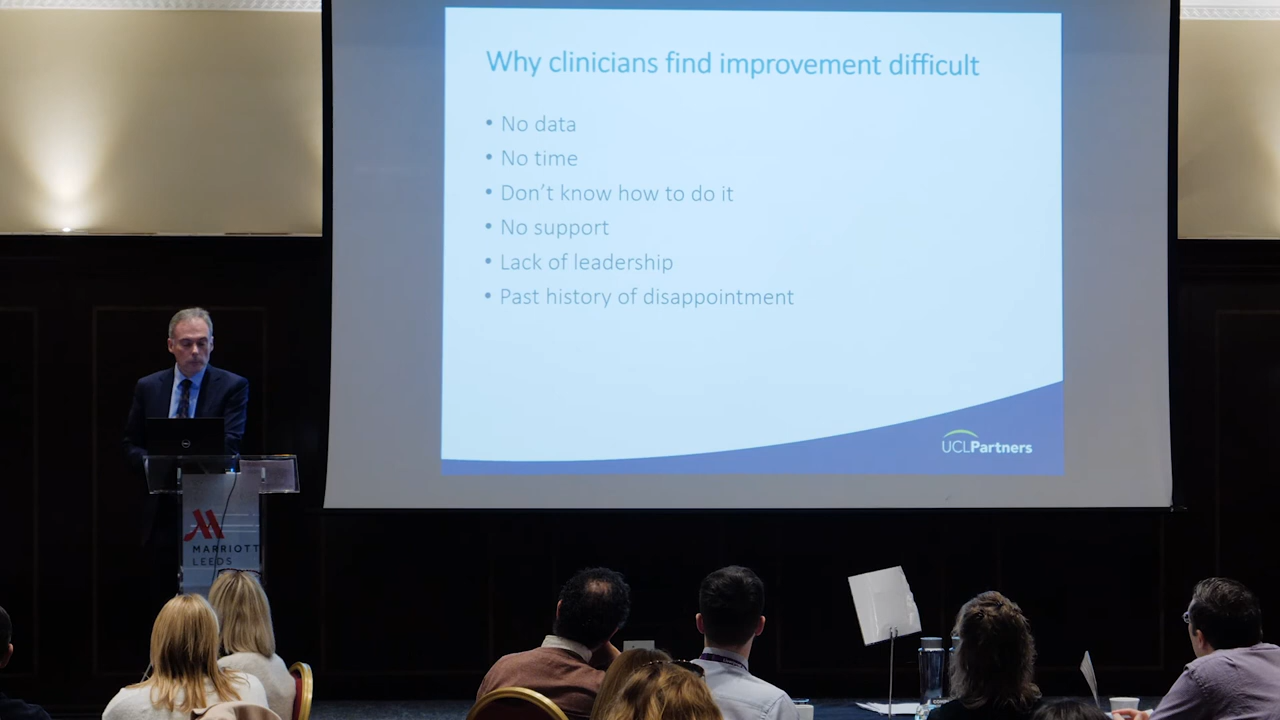 Why clinicians find improvement difficult
• No data
• No time
• Don’t know how to do it
• No support
• Lack of leadership
• Past history of disappointment
UCLPartners
MARRIOTT
LEEDS